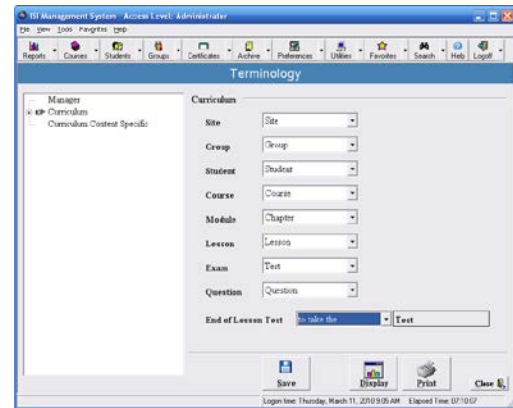 ISI Management System Access Level: Administrator
File View Tools Favorites Help
Reports Courses Students Groups Certificates Archive Preferences Utilities Favorites Search Help Logoff
Terminology
Manager
Curriculum
Curriculum Content Specific
Curriculum
Site Site
Group Group
Student Student
Course Course
Module Chapter
Lesson Lesson
Exam Test
Question Question
End of Lesson Test to take the Test
Save Display Print Close
Logon time: Thursday, March 11, 2010 9:05 AM Elapsed Time: 07:10:07